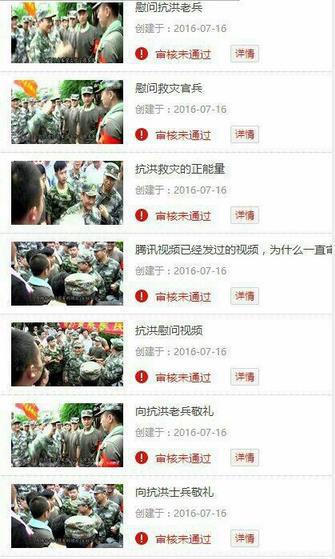 慰问抗洪老兵
创建于：2016-07-16
审核未通过 详情
慰问救灾官兵
创建于：2016-07-16
审核未通过 详情
抗洪救灾的正能量
创建于：2016-07-16
审核未通过 详情
腾讯视频已经发过的视频，为什么一直审
创建于：2016-07-16
审核未通过 详情
抗洪慰问视频
创建于：2016-07-16
审核未通过 详情
向抗洪老兵敬礼
创建于：2016-07-16
审核未通过 详情
向抗洪士兵敬礼
创建于：2016-07-16
审核未通过 详情